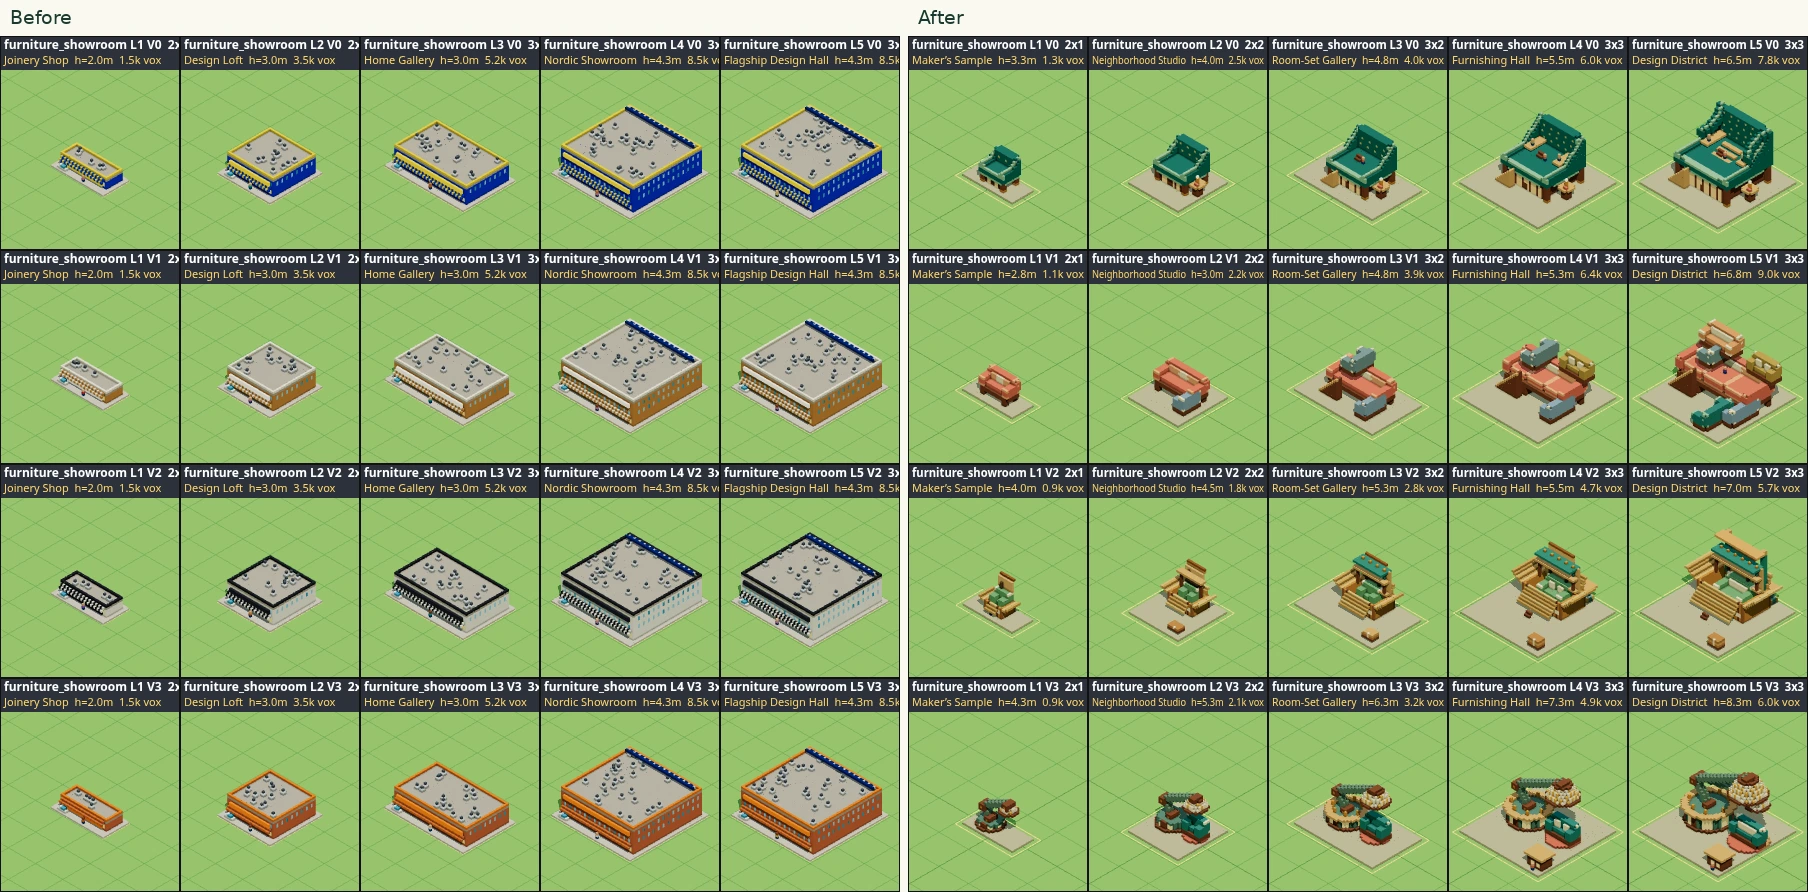 Before
After
furniture_showroom L1 V0 2x
furniture_showroom L2 V0 2x
furniture_showroom L3 V0 3x
furniture_showroom L4 V0 3x
furniture_showroom L5 V0 3x
furniture_showroom L1 V0 2x1
furniture_showroom L2 V0 2x2
furniture_showroom L3 V0 3x2
furniture_showroom L4 V0 3x3
furniture_showroom L5 V0 3x3
Joinery Shop h=2.0m 1.5k vox
Design Loft h=3.0m 3.5k vox
Home Gallery h=3.0m 5.2k vox
Nordic Showroom h=4.3m 8.5k vo
Flagship Design Hall h=4.3m 8.5k
Maker's Sample h=3.3m 1.3k vox
Neighborhood Studio h=4.0m 2.5k vox
Room-Set Gallery h=4.8m 4.0k vox
Furnishing Hall h=5.5m 6.0k vox
Design District h=6.5m 7.8k vox
furniture_showroom L1 V1 2x
furniture_showroom L2 V1 2x
furniture_showroom L3 V1 3x
furniture_showroom L4 V1 3x
furniture_showroom L5 V1 3x
furniture_showroom L1 V1 2x1
furniture_showroom L2 V1 2x2
furniture_showroom L3 V1 3x2
furniture_showroom L4 V1 3x3
furniture_showroom L5 V1 3x3
Joinery Shop h=2.0m 1.5k vox
Design Loft h=3.0m 3.5k vox
Home Gallery h=3.0m 5.2k vox
Nordic Showroom h=4.3m 8.5k vo
Flagship Design Hall h=4.3m 8.5k
Maker's Sample h=2.8m 1.1k vox
Neighborhood Studio h=3.0m 2.2k vox
Room-Set Gallery h=4.8m 3.9k vox
Furnishing Hall h=5.3m 6.4k vox
Design District h=6.8m 9.0k vox
furniture_showroom L1 V2 2x
furniture_showroom L2 V2 2x
furniture_showroom L3 V2 3x
furniture_showroom L4 V2 3x
furniture_showroom L5 V2 3x
furniture_showroom L1 V2 2x1
furniture_showroom L2 V2 2x2
furniture_showroom L3 V2 3x2
furniture_showroom L4 V2 3x3
furniture_showroom L5 V2 3x3
Joinery Shop h=2.0m 1.5k vox
Design Loft h=3.0m 3.5k vox
Home Gallery h=3.0m 5.2k vox
Nordic Showroom h=4.3m 8.5k vo
Flagship Design Hall h=4.3m 8.5k
Maker's Sample h=4.0m 0.9k vox
Neighborhood Studio h=4.5m 1.8k vox
Room-Set Gallery h=5.3m 2.8k vox
Furnishing Hall h=5.5m 4.7k vox
Design District h=7.0m 5.7k vox
furniture_showroom L1 V3 2x
furniture_showroom L2 V3 2x
furniture_showroom L3 V3 3x
furniture_showroom L4 V3 3x
furniture_showroom L5 V3 3x
furniture_showroom L1 V3 2x1
furniture_showroom L2 V3 2x2
furniture_showroom L3 V3 3x2
furniture_showroom L4 V3 3x3
furniture_showroom L5 V3 3x3
Joinery Shop h=2.0m 1.5k vox
Design Loft h=3.0m 3.5k vox
Home Gallery h=3.0m 5.2k vox
Nordic Showroom h=4.3m 8.5k vo
Flagship Design Hall h=4.3m 8.5k
Maker's Sample h=4.3m 0.9k vox
Neighborhood Studio h=5.3m 2.1k vox
Room-Set Gallery h=6.3m 3.2k vox
Furnishing Hall h=7.3m 4.9k vox
Design District h=8.3m 6.0k vox